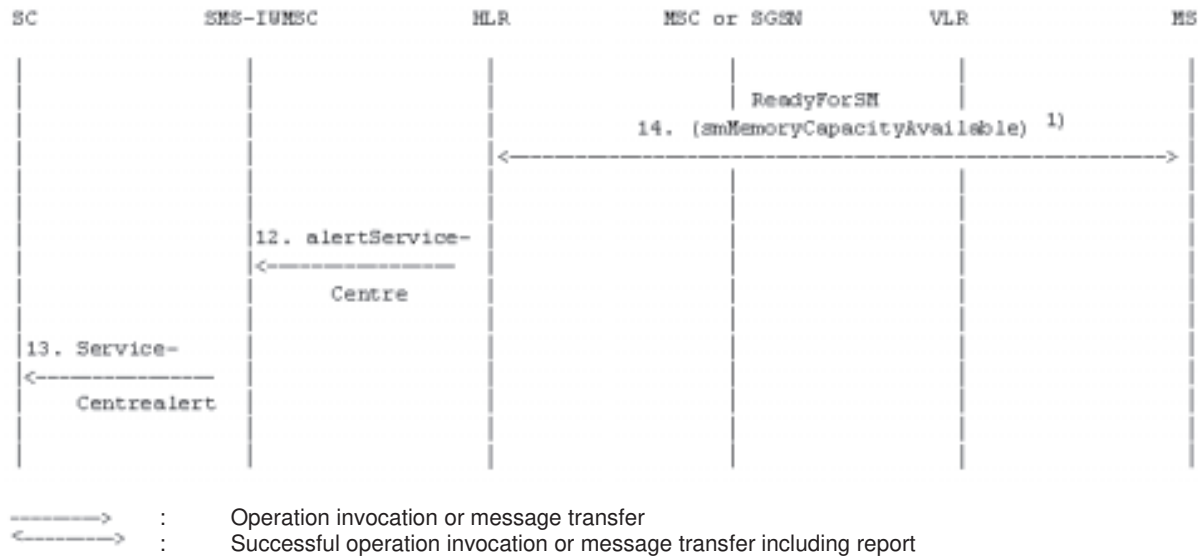 SC SMS-IWMSC HLR MSC or SGSN VLR MS
ReadyForSM
14. (smMemoryCapacityAvailable) 1)
12. alertService-
Centre
13. Service-
Centrealert
: Operation invocation or message transfer
: Successful operation invocation or message transfer including report